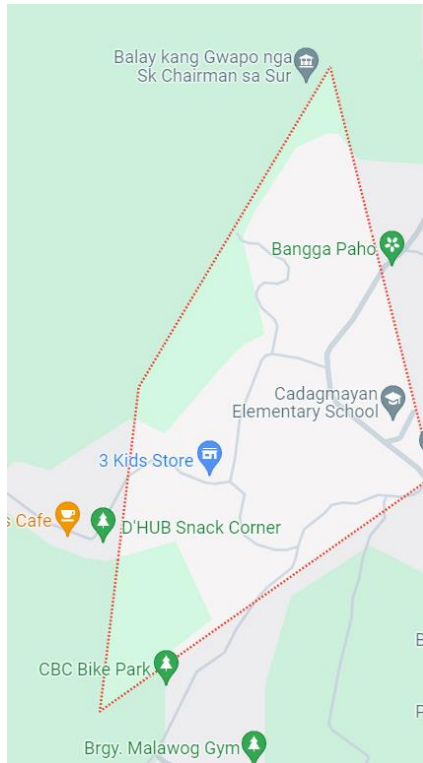 Balay kang Gwapo nga
Sk Chairman sa Sur
Bangga Paho
Cadagmayan
Elementary School
3 Kids Store
s Cafe
D'HUB Snack Corner
CBC Bike Park
Brgy. Malawog Gym
B
P